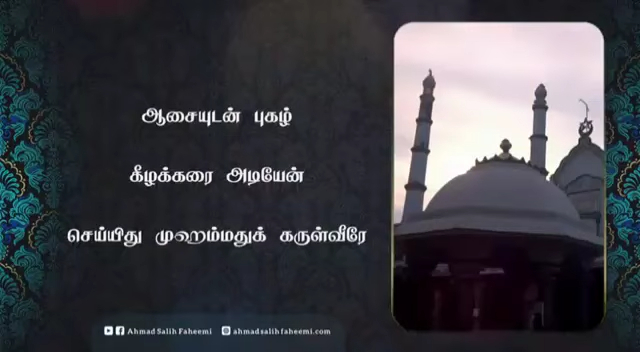 ஆசையுடன் புகழ்
கீழக்கரை அடியேன்
செய்யிது முஹம்மதுக் கருள்வீரே
Ahmad Salih Faheemi ahmadsalihfaheemi.com